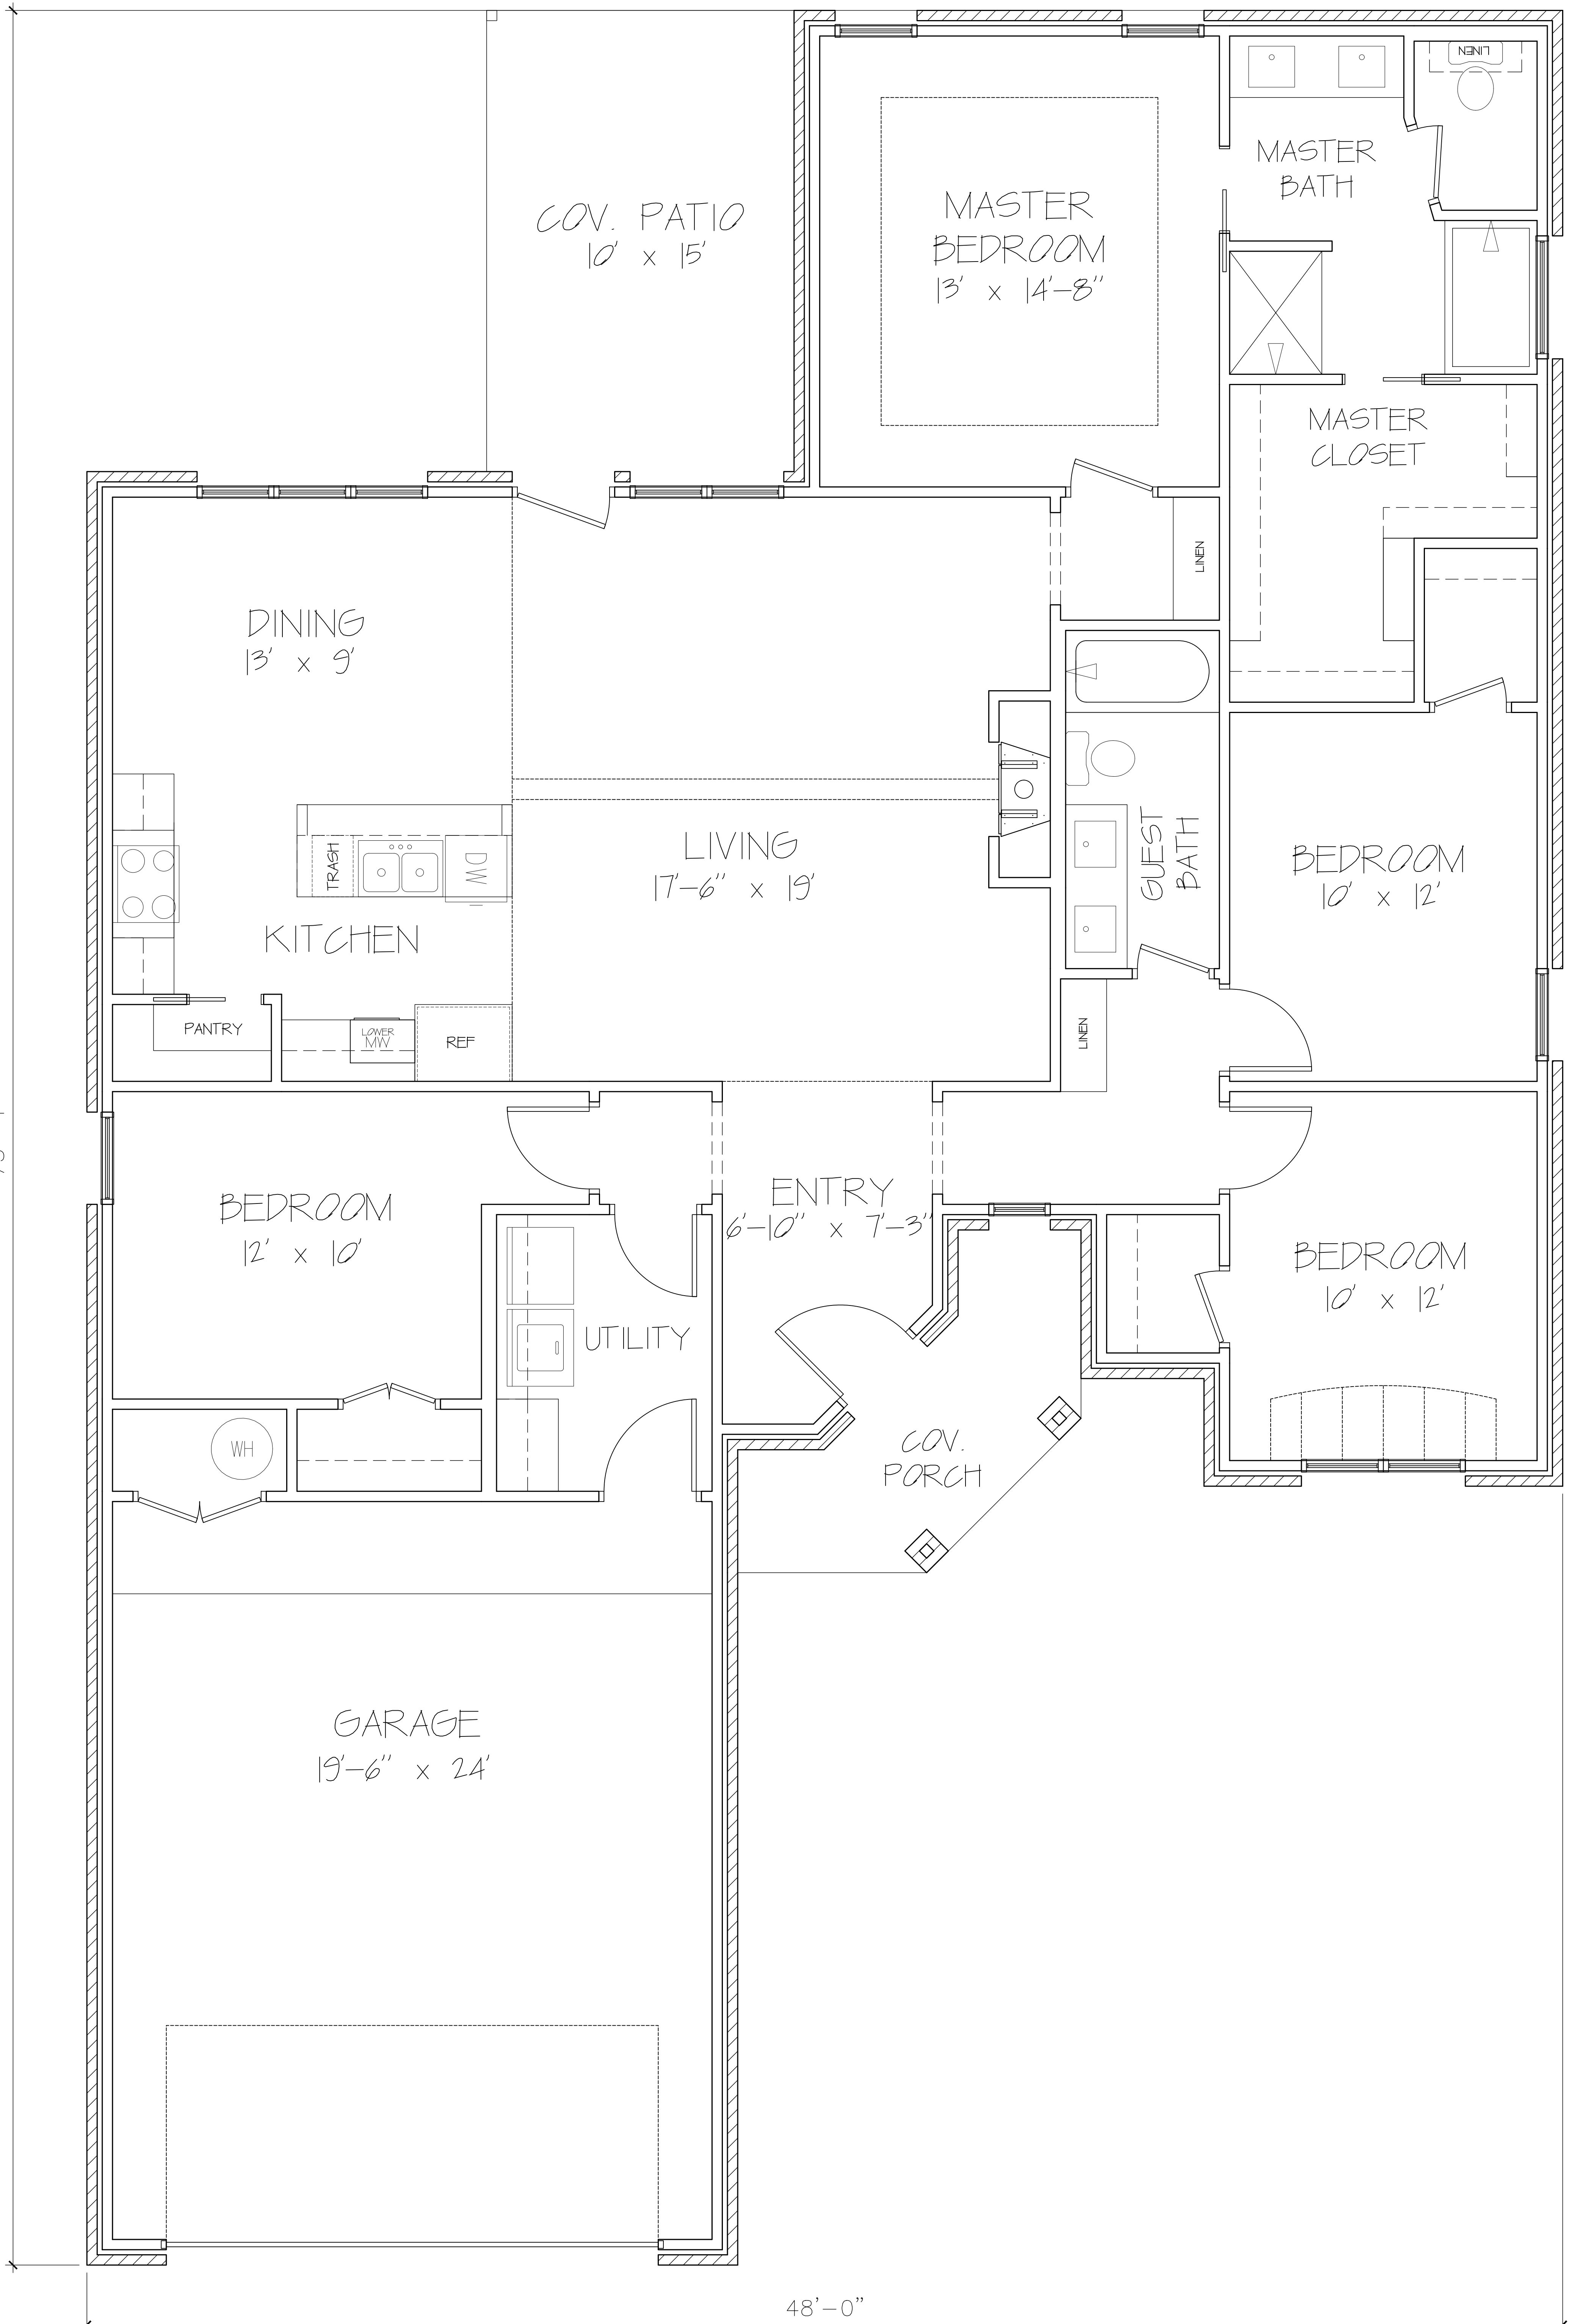 LINEN
MASTER
BATH
COV. PATIO
10' x 15'
MASTER
BEDROOM
13' x 14'-8"
MASTER
CLOSET
LINEN
DINING
13' x 9'
LIVING
17'-6" x 19'
TRASH
DW
KITCHEN
GUEST
BATH
BEDROOM
10' x 12'
PANTRY
LOWER
MW
REF
LINEN
BEDROOM
12' x 10'
ENTRY
6'-10" x 7'-3"
BEDROOM
10' x 12'
UTILITY
WH
COV.
PORCH
GARAGE
19'-6" x 24'
48'-0"